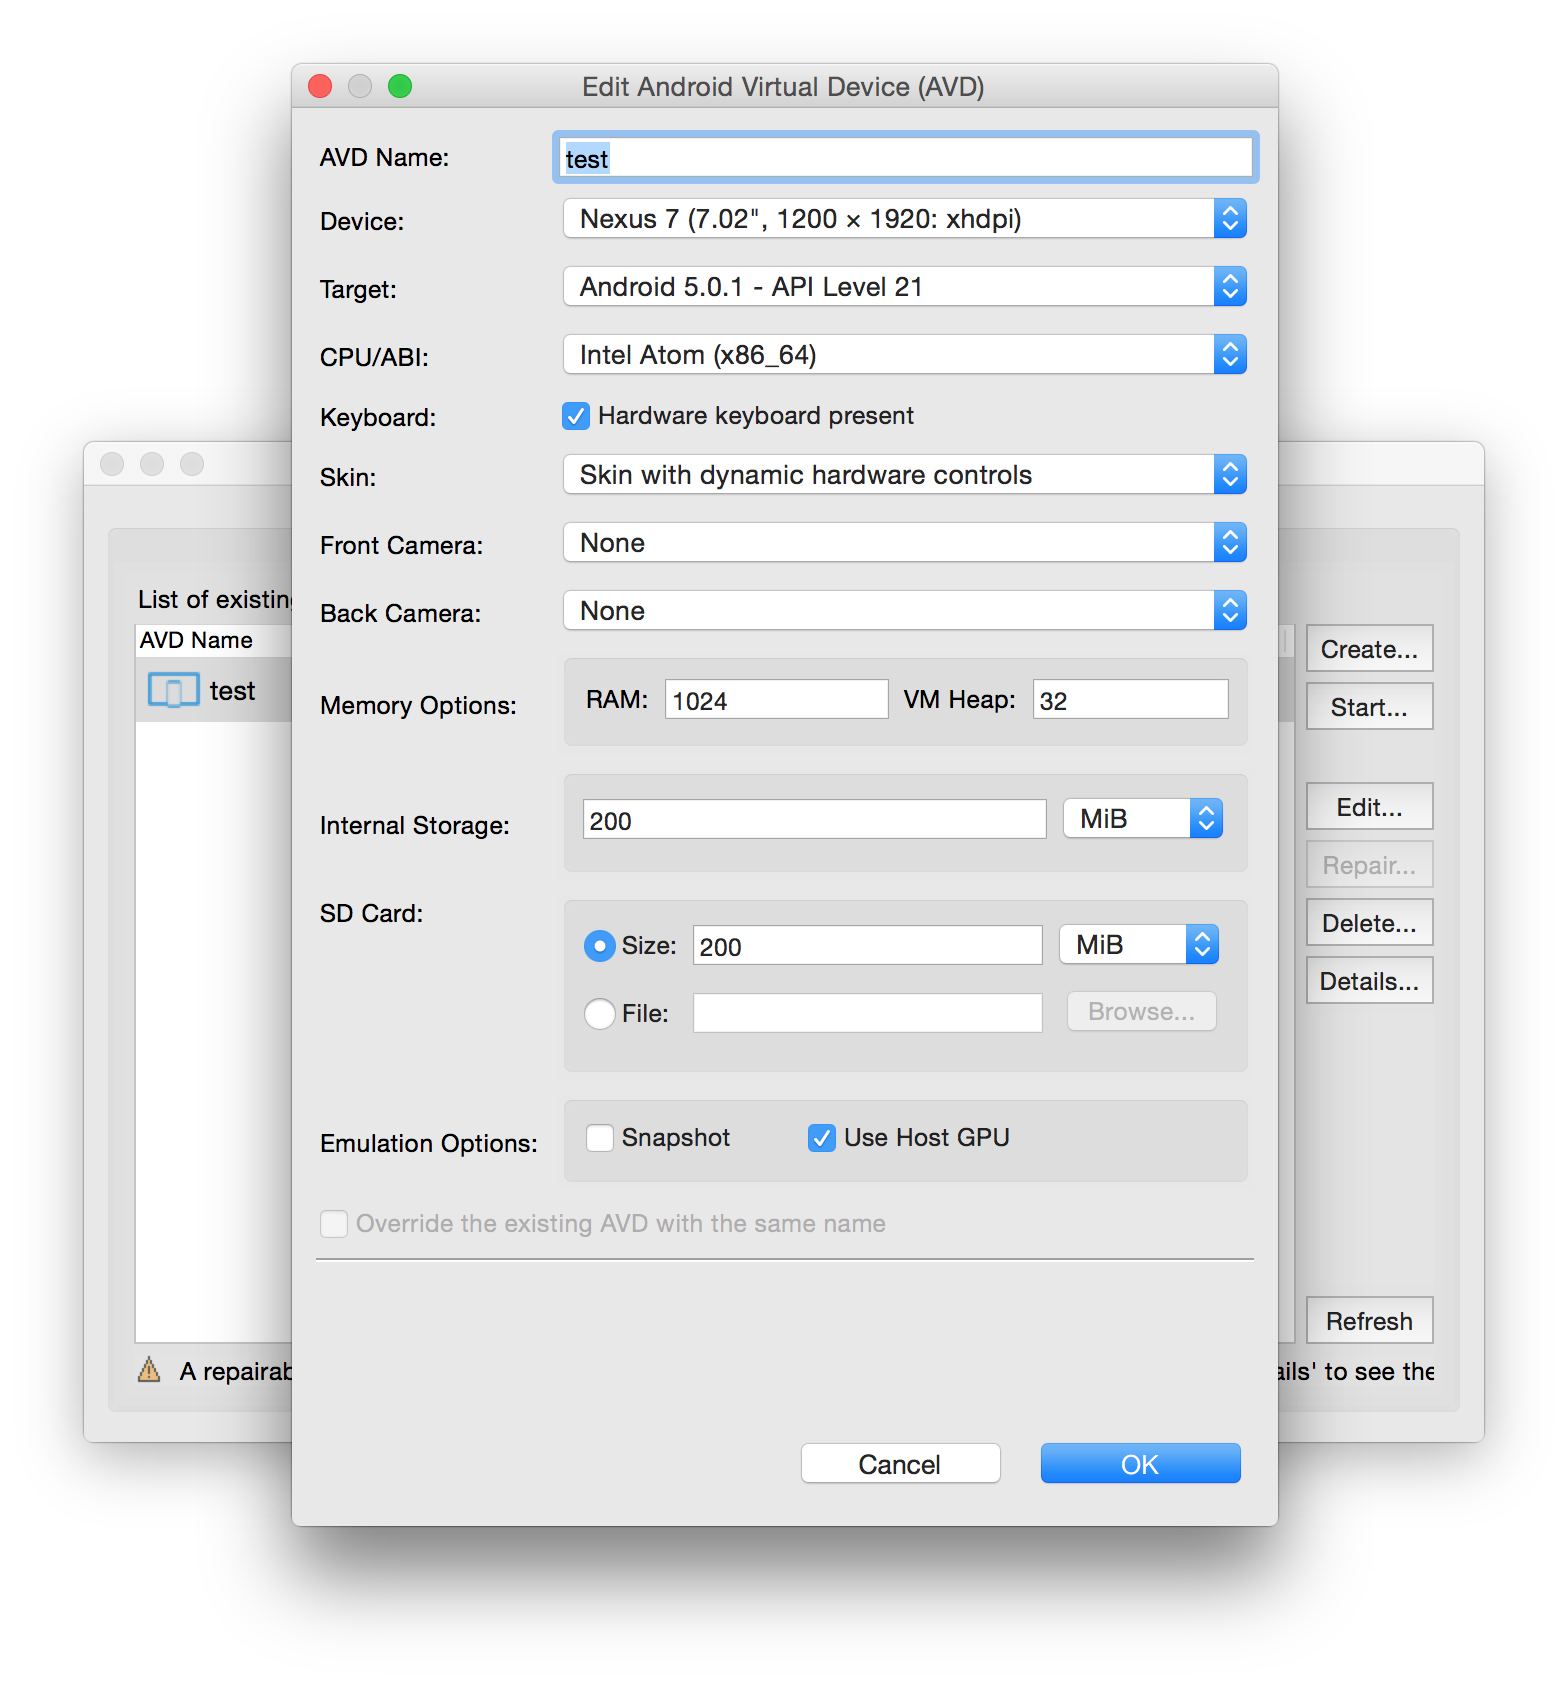 Edit Android Virtual Device (AVD)
AVD Name: test
Device: Nexus 7 (7.02", 1200 × 1920: xhdpi)
Target: Android 5.0.1 - API Level 21
CPU/ABI: Intel Atom (x86_64)
Keyboard: Hardware keyboard present
Skin: Skin with dynamic hardware controls
Front Camera: None
Back Camera: None
Memory Options: RAM: 1024 VM Heap: 32
Internal Storage: 200 MiB
SD Card:
Size: 200 MiB
File: Browse...
Emulation Options: Snapshot Use Host GPU
Override the existing AVD with the same name
Cancel OK
List of existing
AVD Name
test
Create...
Start...
Edit...
Repair...
Delete...
Details...
Refresh
A repairab
ails' to see the